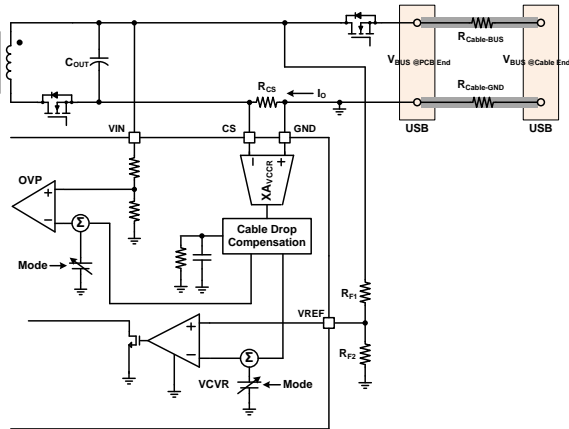 COUT
RCS
IO
RCable-BUS
VBUS @PCB End
VBUS @Cable End
RCable-GND
USB
USB
VIN
CS
GND
OVP
XAVCCR
Σ
Cable Drop
Compensation
Mode
RF1
VREF
RF2
Σ
VCVR
Mode